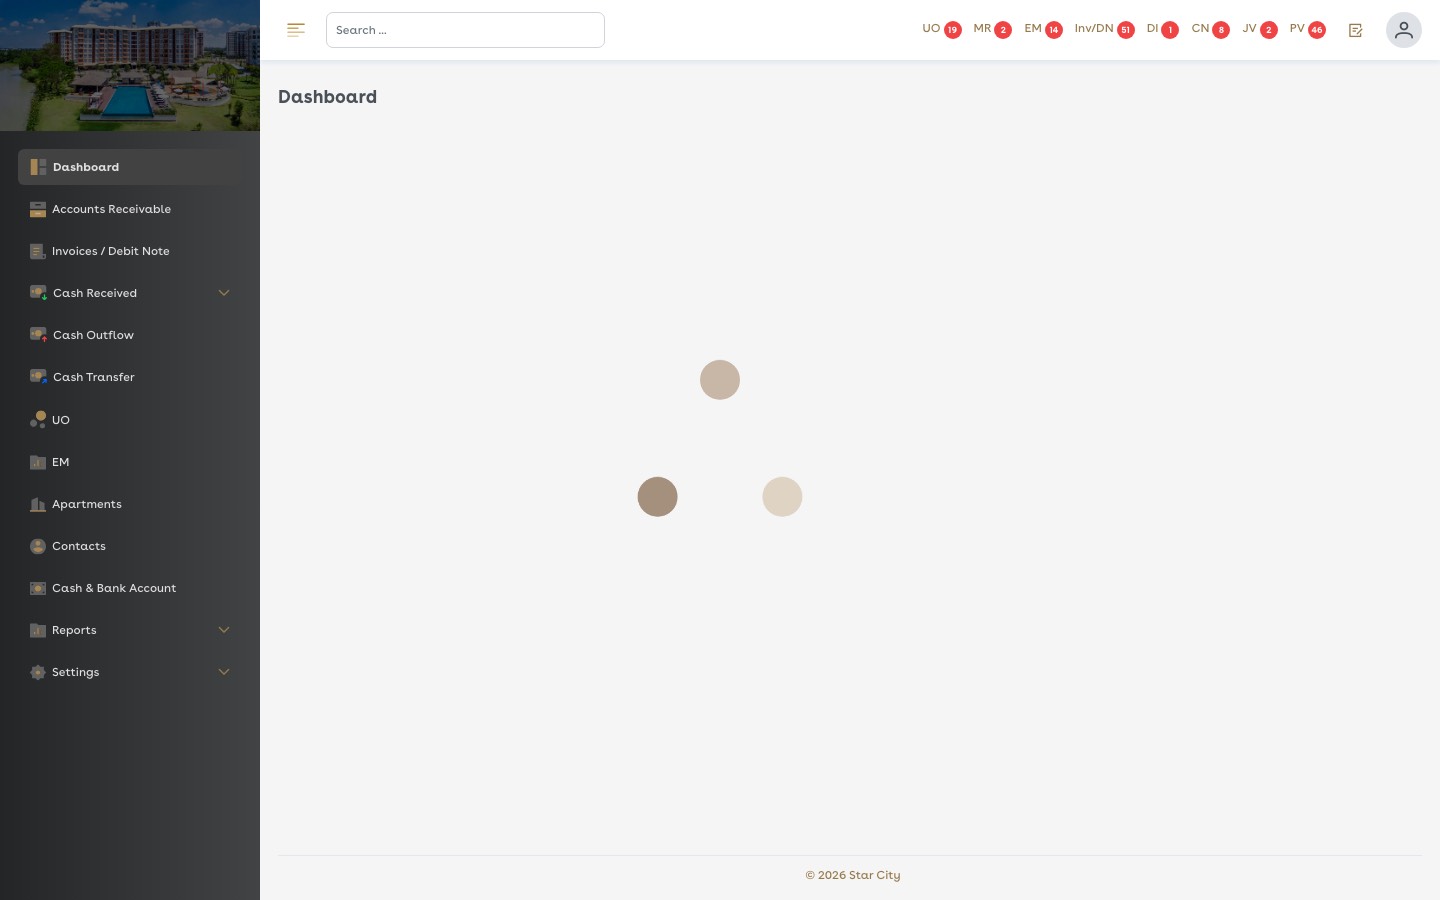 Search ...
UO 19 MR 2 EM 14 Inv/DN 51 DI 1 CN 8 JV 2 PV 46
Dashboard
Dashboard
Accounts Receivable
Invoices / Debit Note
Cash Received
Cash Outflow
Cash Transfer
UO
EM
Apartments
Contacts
Cash & Bank Account
Reports
Settings
© 2026 Star City